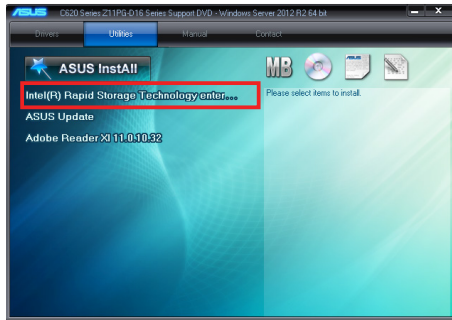 ASUS C620 Series Z11PG-D16 Series Support DVD - Windows Server 2012 R2 64 bit
Drivers Utilities Manual Contact
ASUS InstAll
MB
Intel(R) Rapid Storage Technology enter...
Please select items to install.
ASUS Update
Adobe Reader XI 11.0.10.32